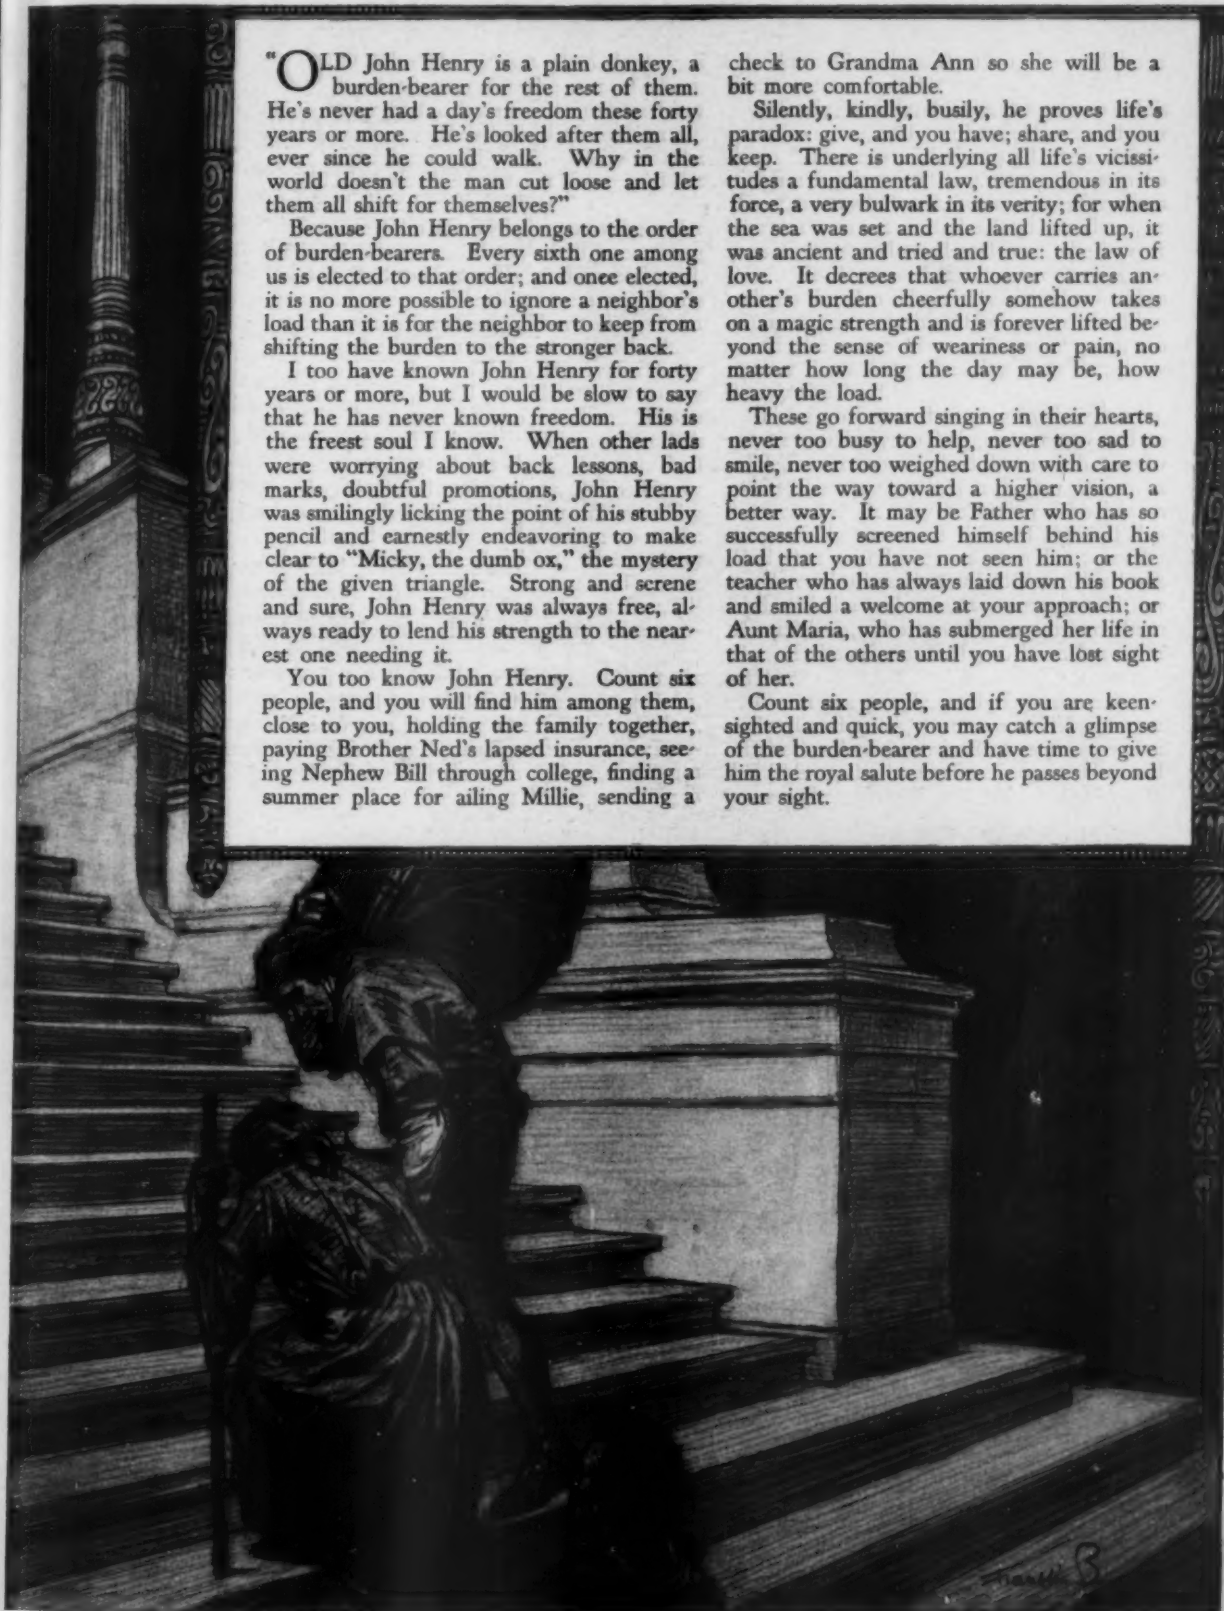 "OLD John Henry is a plain donkey, a
burden-bearer for the rest of them.
He's never had a day's freedom these forty
years or more. He's looked after them all,
ever since he could walk. Why in the
world doesn't the man cut loose and let
them all shift for themselves?"
Because John Henry belongs to the order
of burden-bearers. Every sixth one among
us is elected to that order; and once elected,
it is no more possible to ignore a neighbor's
load than it is for the neighbor to keep from
shifting the burden to the stronger back.
I too have known John Henry for forty
years or more, but I would be slow to say
that he has never known freedom. His is
the freest soul I know. When other lads
were worrying about back lessons, bad
marks, doubtful promotions, John Henry
was smilingly licking the point of his stubby
pencil and earnestly endeavoring to make
clear to "Micky, the dumb ox," the mystery
of the given triangle. Strong and serene
and sure, John Henry was always free, al-
ways ready to lend his strength to the near-
est one needing it.
You too know John Henry. Count six
people, and you will find him among them,
close to you, holding the family together,
paying Brother Ned's lapsed insurance, see-
ing Nephew Bill through college, finding a
summer place for ailing Millie, sending a
check to Grandma Ann so she will be a
bit more comfortable.
Silently, kindly, busily, he proves life's
paradox: give, and you have; share, and you
keep. There is underlying all life's vicissi-
tudes a fundamental law, tremendous in its
force, a very bulwark in its verity; for when
the sea was set and the land lifted up, it
was ancient and tried and true: the law of
love. It decrees that whoever carries an-
other's burden cheerfully somehow takes
on a magic strength and is forever lifted be-
yond the sense of weariness or pain, no
matter how long the day may be, how
heavy the load.
These go forward singing in their hearts,
never too busy to help, never too sad to
smile, never too weighed down with care to
point the way toward a higher vision, a
better way. It may be Father who has so
successfully screened himself behind his
load that you have not seen him; or the
teacher who has always laid down his book
and smiled a welcome at your approach; or
Aunt Maria, who has submerged her life in
that of the others until you have lost sight
of her.
Count six people, and if you are keen-
sighted and quick, you may catch a glimpse
of the burden-bearer and have time to give
him the royal salute before he passes beyond
your sight.